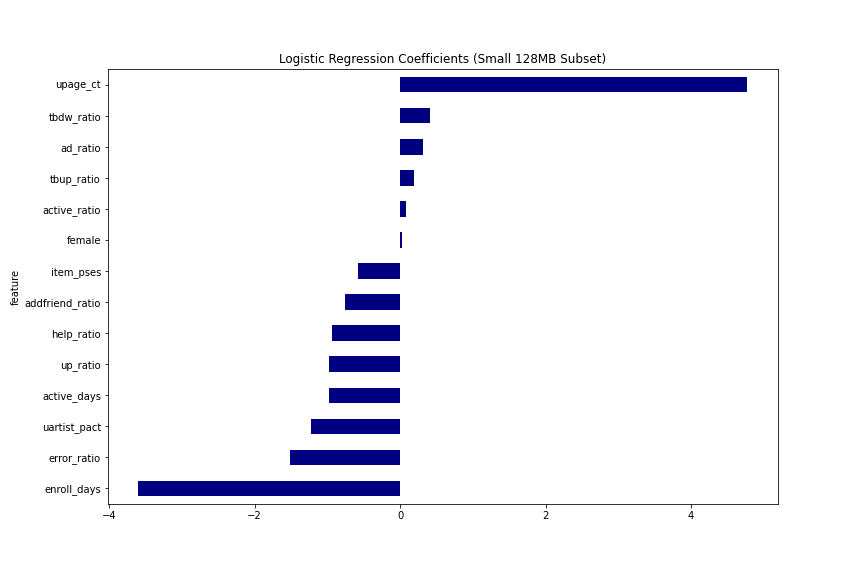 Logistic Regression Coefficients (Small 128MB Subset)
upage_ct
tbdw_ratio
ad_ratio
tbup_ratio
active_ratio
female
item_pses
addfriend_ratio
help_ratio
up_ratio
active_days
uartist_pact
error_ratio
enroll_days
feature
−4
−2
0
2
4